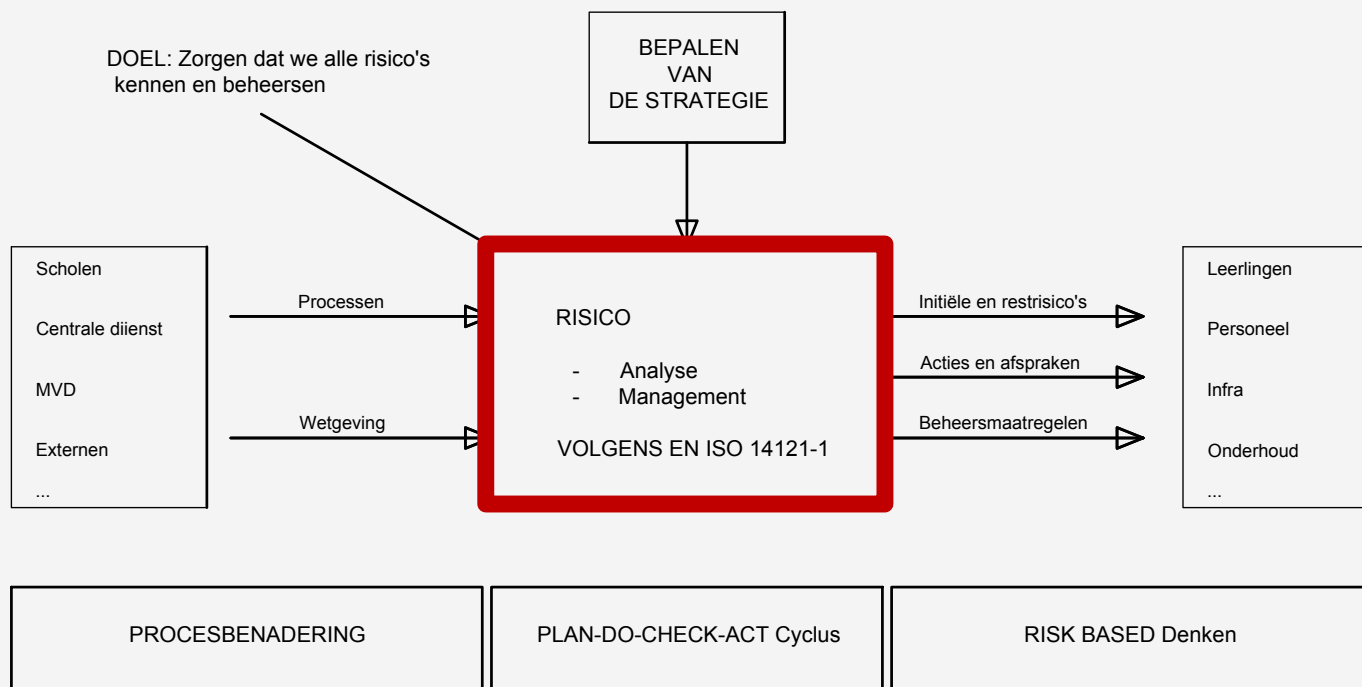 DOEL: Zorgen dat we alle risico's
kennen en beheersen
BEPALEN
VAN
DE STRATEGIE
Scholen
Centrale diienst
MVD
Externen
...
Processen
Wetgeving
RISICO
- Analyse
- Management
VOLGENS EN ISO 14121-1
Initiële en restrisico's
Acties en afspraken
Beheersmaatregelen
Leerlingen
Personeel
Infra
Onderhoud
...
PROCESBENADERING
PLAN-DO-CHECK-ACT Cyclus
RISK BASED Denken